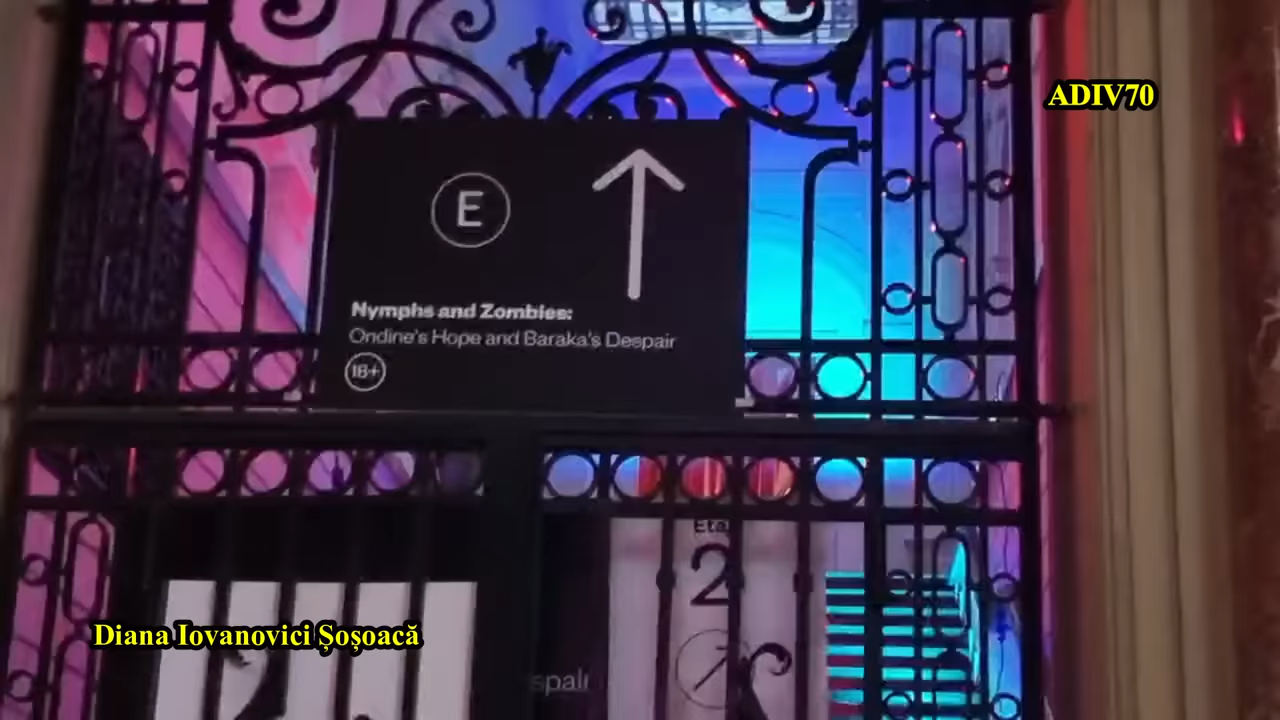 ADIV70
E
Nymphs and Zombies:
Ondine's Hope and Baraka's Despair
18+
2
Diana Iovanovici Șoșoacă